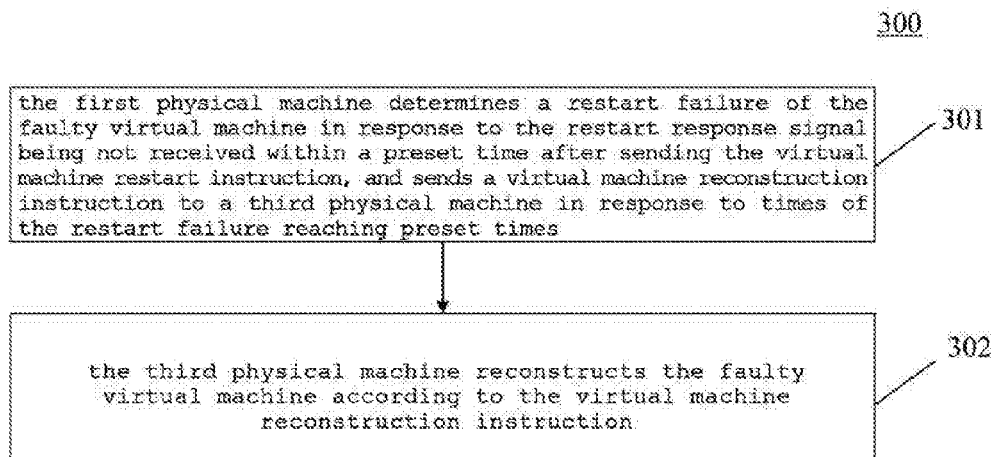 300
the first physical machine determines a restart failure of the
faulty virtual machine in response to the restart response signal
being not received within a preset time after sending the virtual
machine restart instruction, and sends a virtual machine reconstruction
instruction to a third physical machine in response to times of
the restart failure reaching preset times
301
the third physical machine reconstructs the faulty
virtual machine according to the virtual machine
reconstruction instruction
302